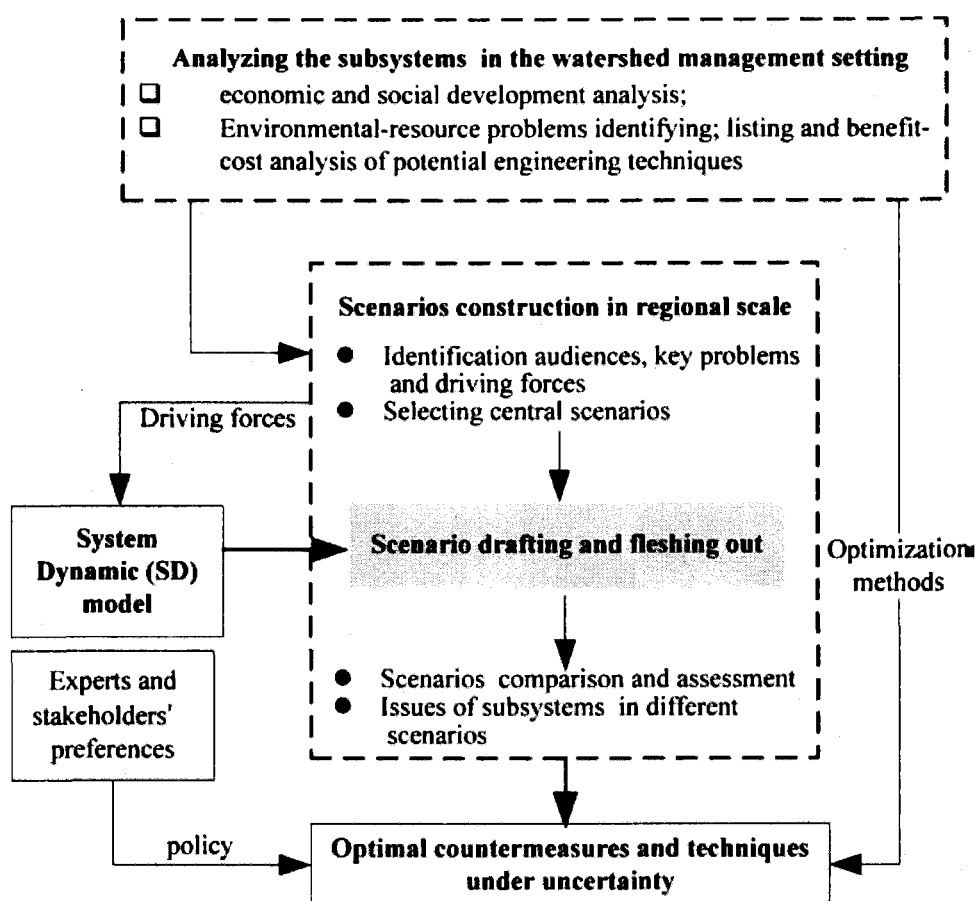 Analyzing the subsystems in the watershed management setting
economic and social development analysis;
Environmental-resource problems identifying; listing and benefit-
cost analysis of potential engineering techniques
Scenarios construction in regional scale
Identification audiences, key problems
and driving forces
Selecting central scenarios
Driving forces
System
Dynamic (SD)
model
Scenario drafting and fleshing out
Optimization
methods
Experts and
stakeholders'
preferences
Scenarios comparison and assessment
Issues of subsystems in different
scenarios
policy
Optimal countermeasures and techniques
under uncertainty